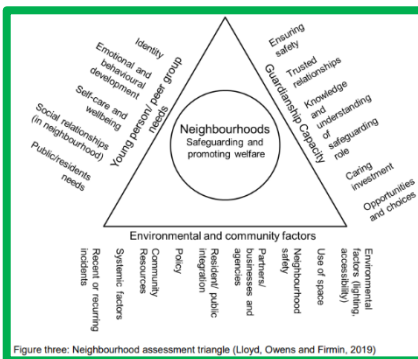 Identity
Emotional and
behavioural
development
Self-care and
wellbeing
Social relationships
(in neighbourhood)
Public/residents
needs
Young person/ peer group
needs
Ensuring
safety
Trusted
relationships
Knowledge
and
understanding
of
safeguarding
role
Caring
investment
Opportunities
and choices
Guardianship Capacity
Neighbourhoods
Safeguarding and
promoting welfare
Environmental and community factors
Recent or recurring
incidents
Systemic factors
Community
Resources
Policy
Resident/ public
integration
Partners/
businesses and
agencies
Neighbourhood
safety
Use of space
Environmental
factors (lighting,
accessibility)
Figure three: Neighbourhood assessment triangle (Lloyd, Owens and Firmin, 2019)